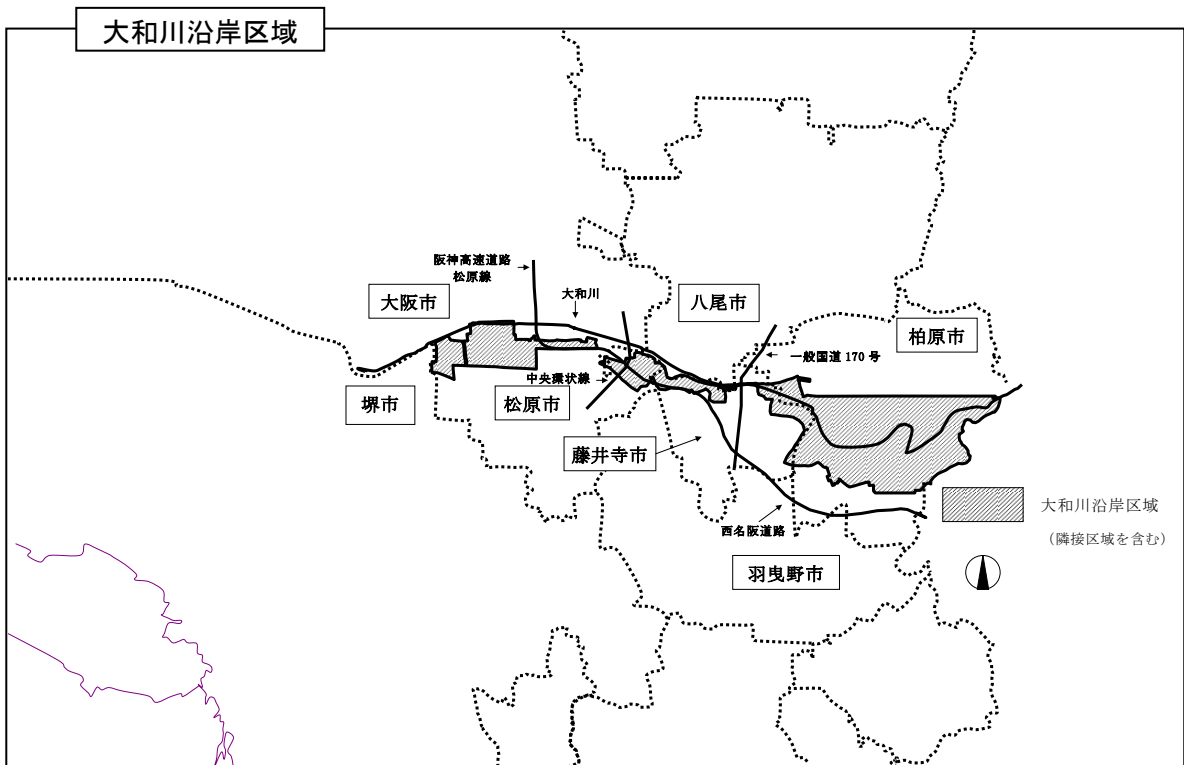 大和川沿岸区域
阪神高速道路
松原線
大和川
大阪市
八尾市
柏原市
一般国道170号
中央環状線
堺市
松原市
藤井寺市
大和川沿岸区域
(隣接区域を含む)
西名阪道路
羽曳野市